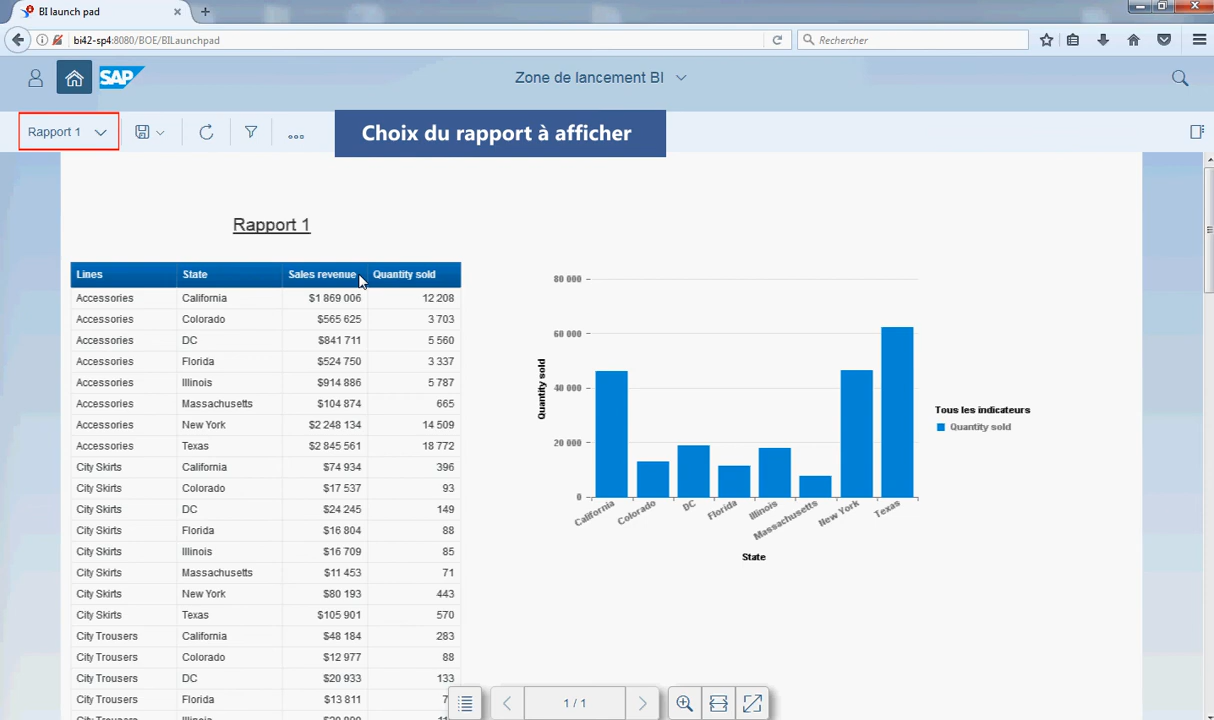 BI launch pad
bi42-sp4:8080/BOE/BILaunchpad
Rechercher
SAP
Zone de lancement BI
Rapport 1
Choix du rapport à afficher
Rapport 1
Lines State Sales revenue Quantity sold
Accessories California $1 869 006 12 208
Accessories Colorado $565 625 3 703
Accessories DC $841 711 5 560
Accessories Florida $524 750 3 337
Accessories Illinois $914 886 5 787
Accessories Massachusetts $104 874 665
Accessories New York $2 248 134 14 509
Accessories Texas $2 845 561 18 772
City Skirts California $74 934 396
City Skirts Colorado $17 537 93
City Skirts DC $24 245 149
City Skirts Florida $16 804 88
City Skirts Illinois $16 709 85
City Skirts Massachusetts $11 453 71
City Skirts New York $80 193 443
City Skirts Texas $105 901 570
City Trousers California $48 184 283
City Trousers Colorado $12 977 88
City Trousers DC $20 933 133
City Trousers Florida $13 811
City Trousers Illinois
80 000
60 000
40 000
20 000
0
Quantity sold
California Colorado DC Florida Illinois Massachusetts New York Texas
State
Tous les indicateurs
Quantity sold
1 / 1